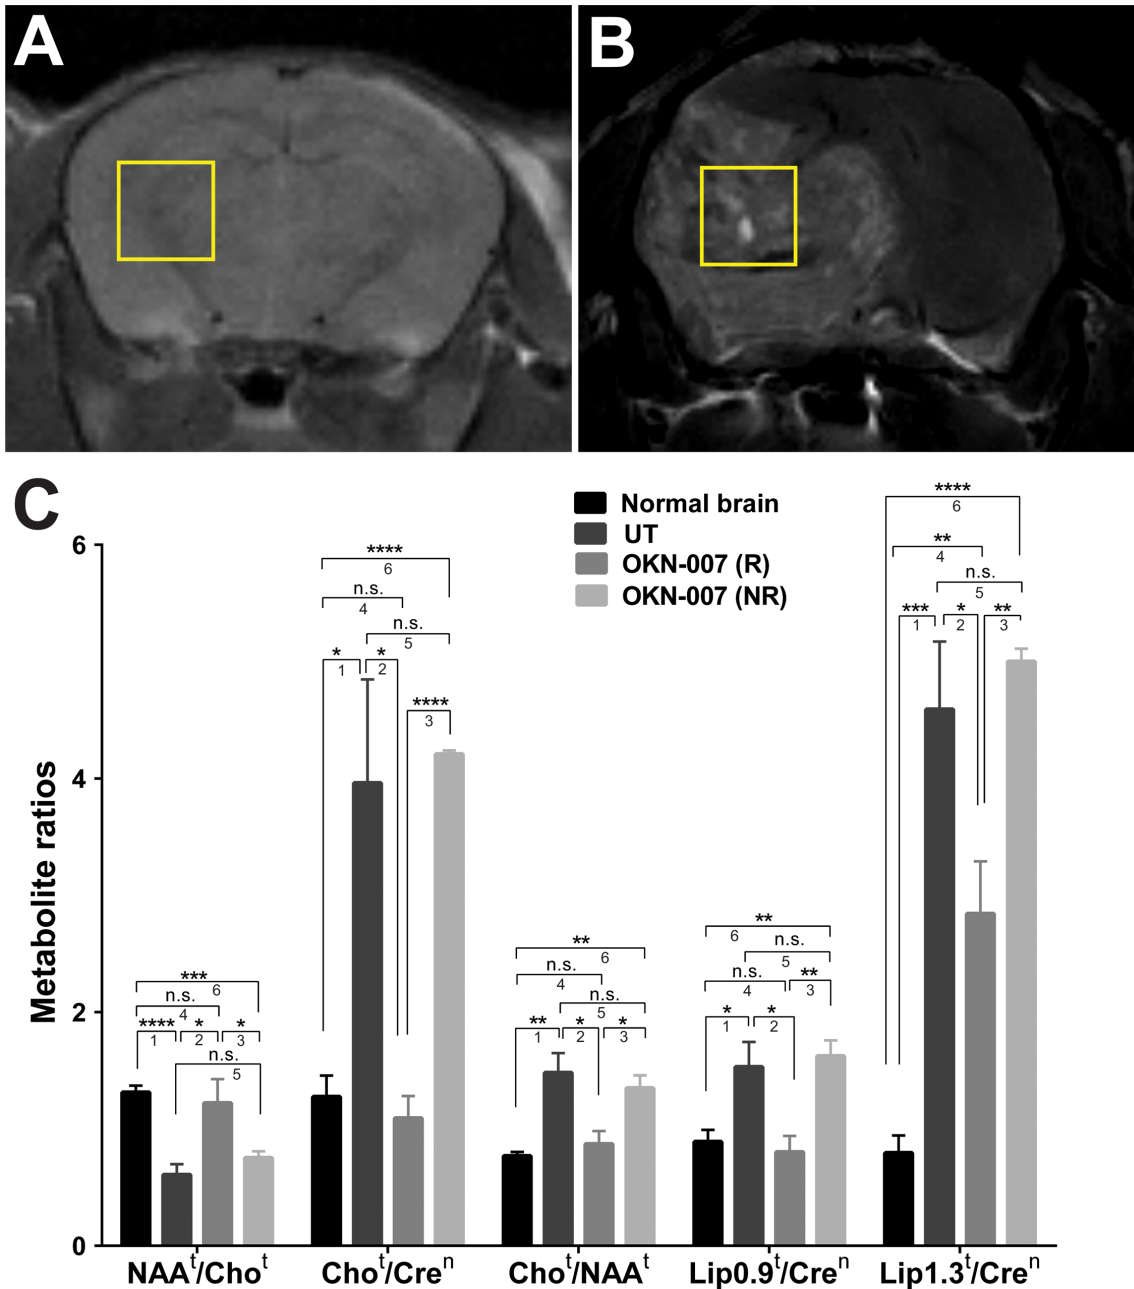 A
B
C
Normal brain
UT
OKN-007 (R)
OKN-007 (NR)
Metabolite ratios
6
4
2
0
***
6
n.s.
4
****
1
*
2
*
3
n.s.
5
****
6
n.s.
4
n.s.
5
*
1
*
2
****
3
**
6
n.s.
4
n.s.
5
**
1
*
2
*
3
**
6
n.s.
5
n.s.
4
**
3
*
1
*
2
****
6
**
4
n.s.
5
***
1
*
2
**
3
NAAᵗ/Choᵗ
Choᵗ/Creⁿ
Choᵗ/NAAᵗ
Lip0.9ᵗ/Creⁿ
Lip1.3ᵗ/Creⁿ